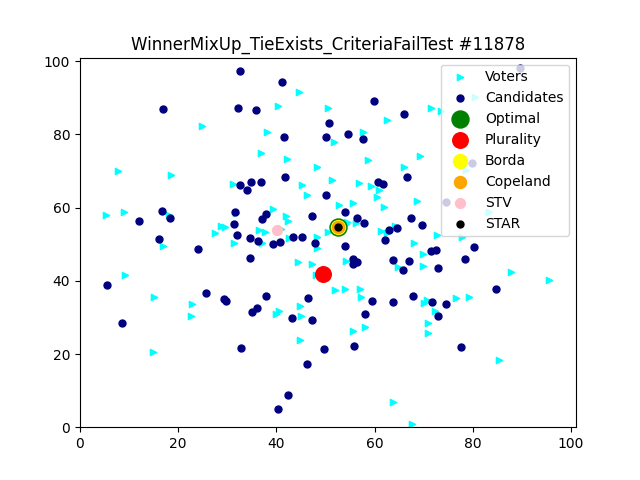 WinnerMixUp_TieExists_CriteriaFailTest #11878
100
80
60
40
20
0
0
20
40
60
80
100
Voters
Candidates
Optimal
Plurality
Borda
Copeland
STV
STAR